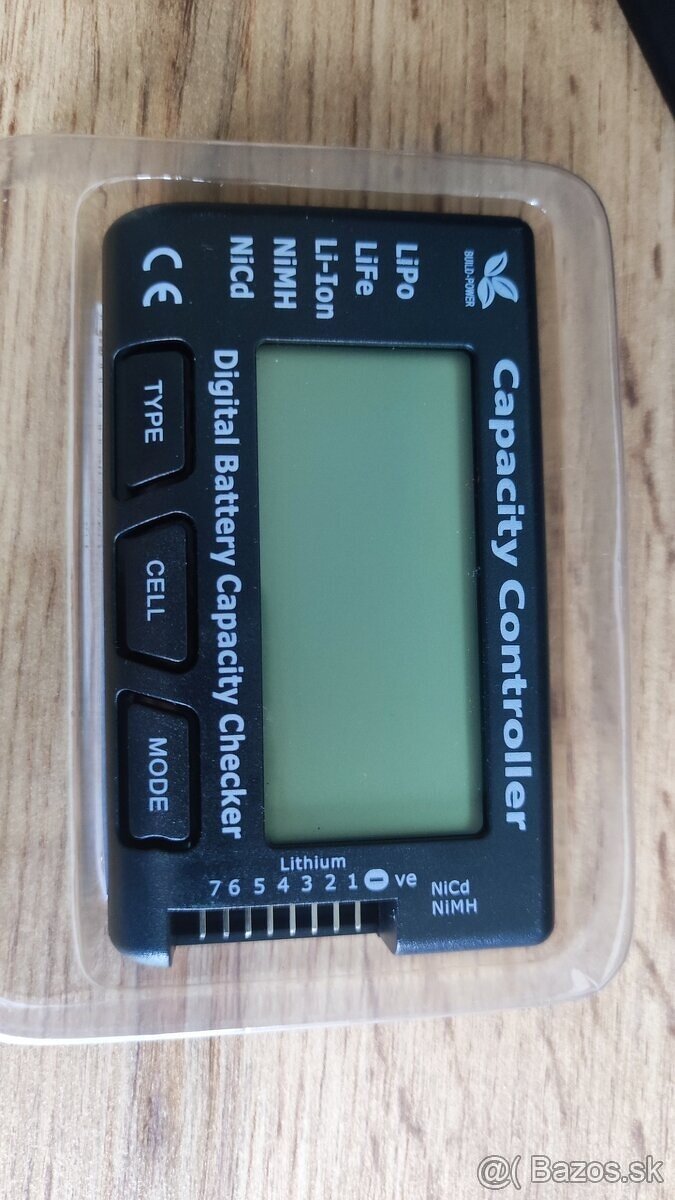 BUILD-POWER
Capacity Controller
LiPo
LiFe
Li-Ion
NiMH
NiCd
Digital Battery Capacity Checker
CE
TYPE
CELL
MODE
Lithium
7 6 5 4 3 2 1 - ve
NiCd
NiMH
@( Bazos.sk